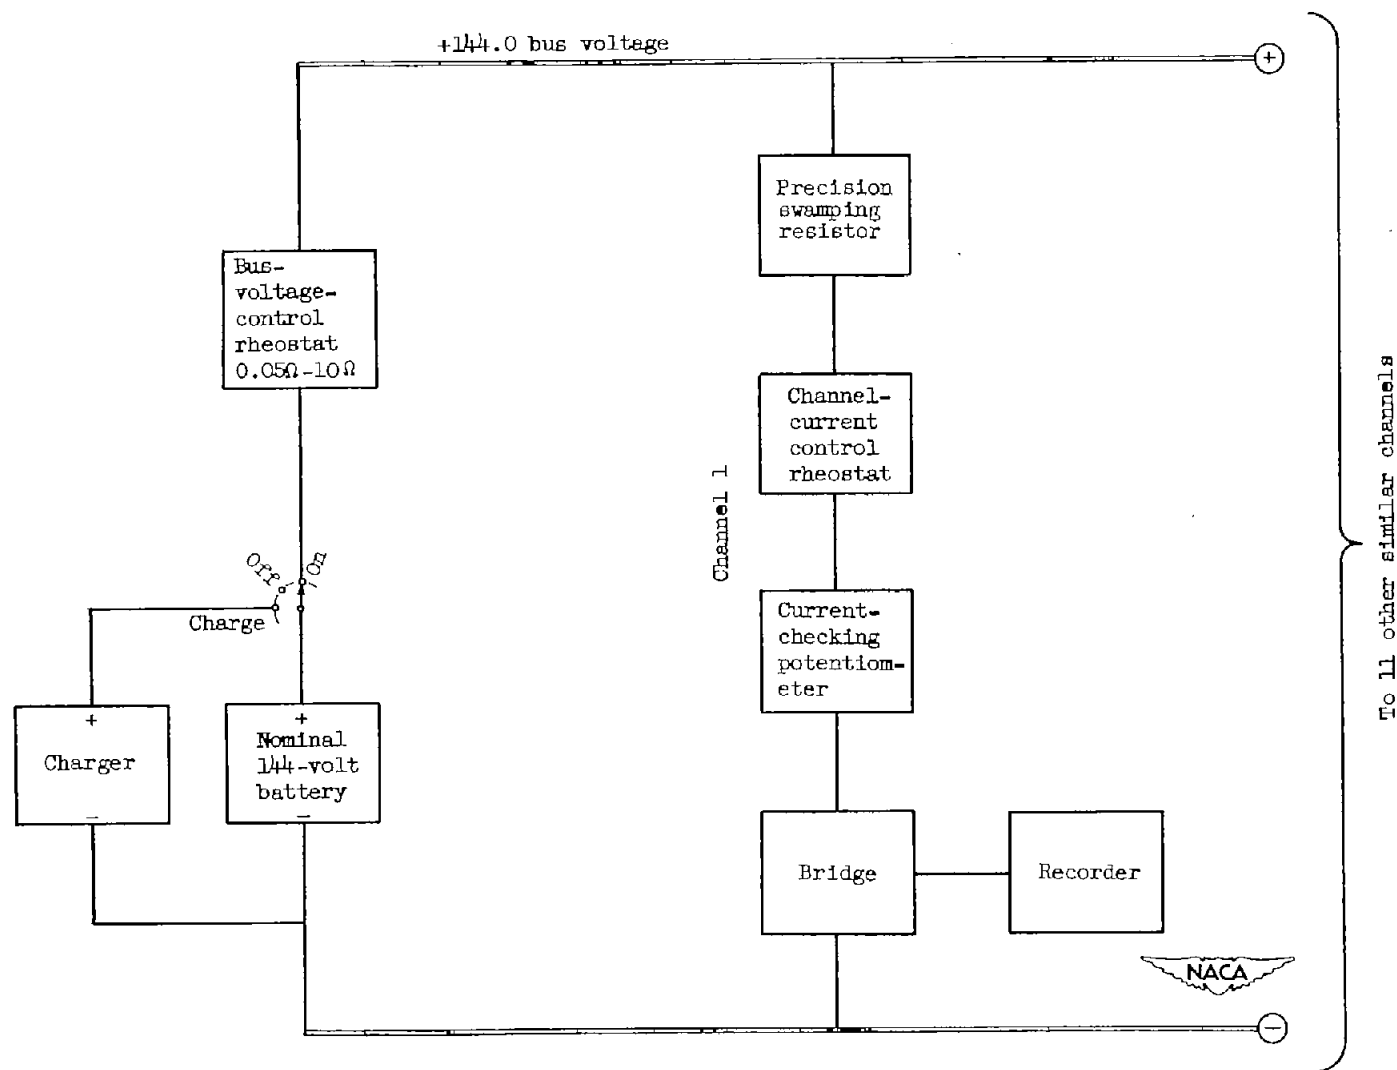 +144.0 bus voltage
+
Precision
swamping
resistor
Bus-
voltage-
control
rheostat
0.05Ω-10Ω
Channel-
current
control
rheostat
Channel 1
Off
On
Charge
Current-
checking
potentiom-
eter
+
Charger
-
+
Nominal
144-volt
battery
-
Bridge
Recorder
NACA
-
To 11 other similar channels